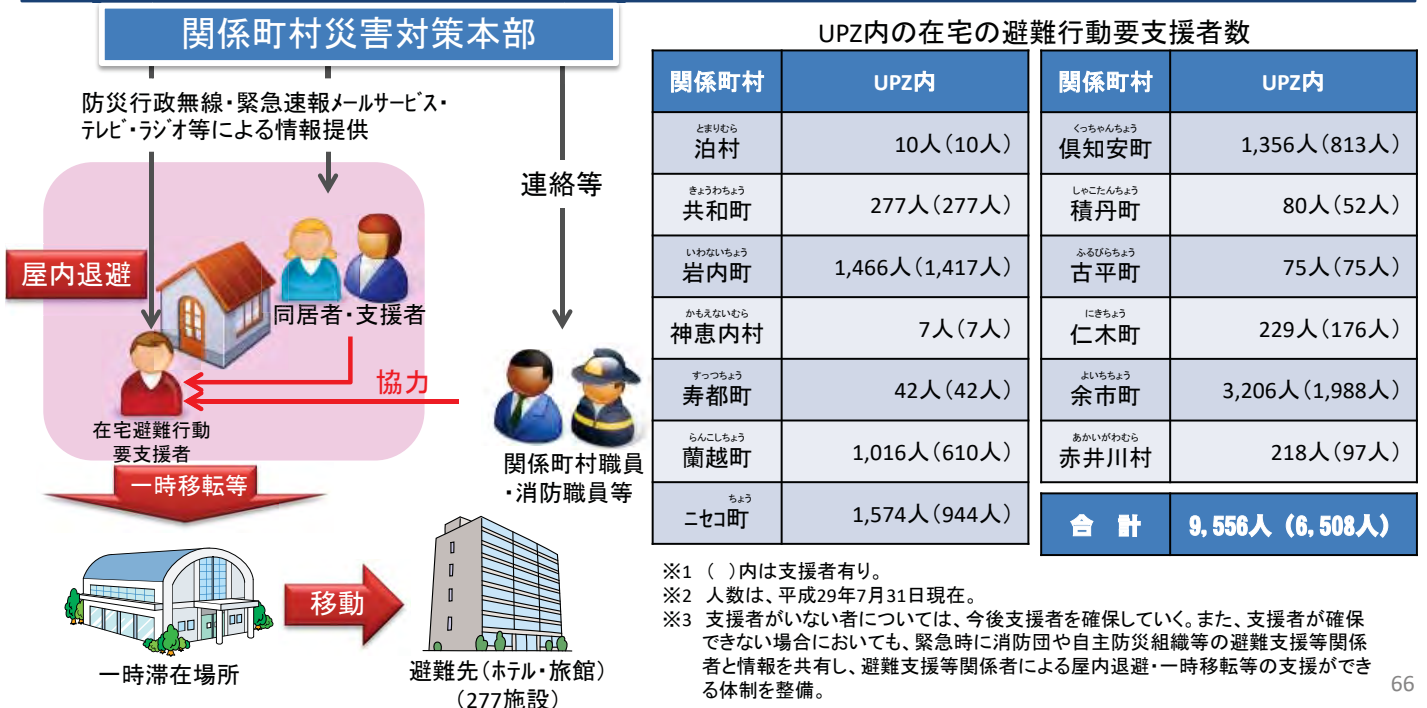 関係町村災害対策本部
防災行政無線・緊急速報メールサービス・
テレビ・ラジオ等による情報提供
連絡等
屋内退避
同居者・支援者
協力
在宅避難行動
要支援者
関係町村職員
・消防職員等
一時移転等
移動
一時滞在場所
避難先(ホテル・旅館)
(277施設)
UPZ内の在宅の避難行動要支援者数
関係町村 UPZ内
とまりむら
泊村 10人(10人)
きょうわちょう
共和町 277人(277人)
いわないちょう
岩内町 1,466人(1,417人)
かもえないむら
神恵内村 7人(7人)
すっつちょう
寿都町 42人(42人)
らんこしちょう
蘭越町 1,016人(610人)
ちょう
ニセコ町 1,574人(944人)
関係町村 UPZ内
くっちゃんちょう
倶知安町 1,356人(813人)
しゃこたんちょう
積丹町 80人(52人)
ふるびらちょう
古平町 75人(75人)
にきちょう
仁木町 229人(176人)
よいちちょう
余市町 3,206人(1,988人)
あかいがわむら
赤井川村 218人(97人)
合 計 9,556人 (6,508人)
※1 ( )内は支援者有り。
※2 人数は、平成29年7月31日現在。
※3 支援者がいない者については、今後支援者を確保していく。また、支援者が確保
できない場合においても、緊急時に消防団や自主防災組織等の避難支援等関係
者と情報を共有し、避難支援等関係者による屋内退避・一時移転等の支援ができ
る体制を整備。
66